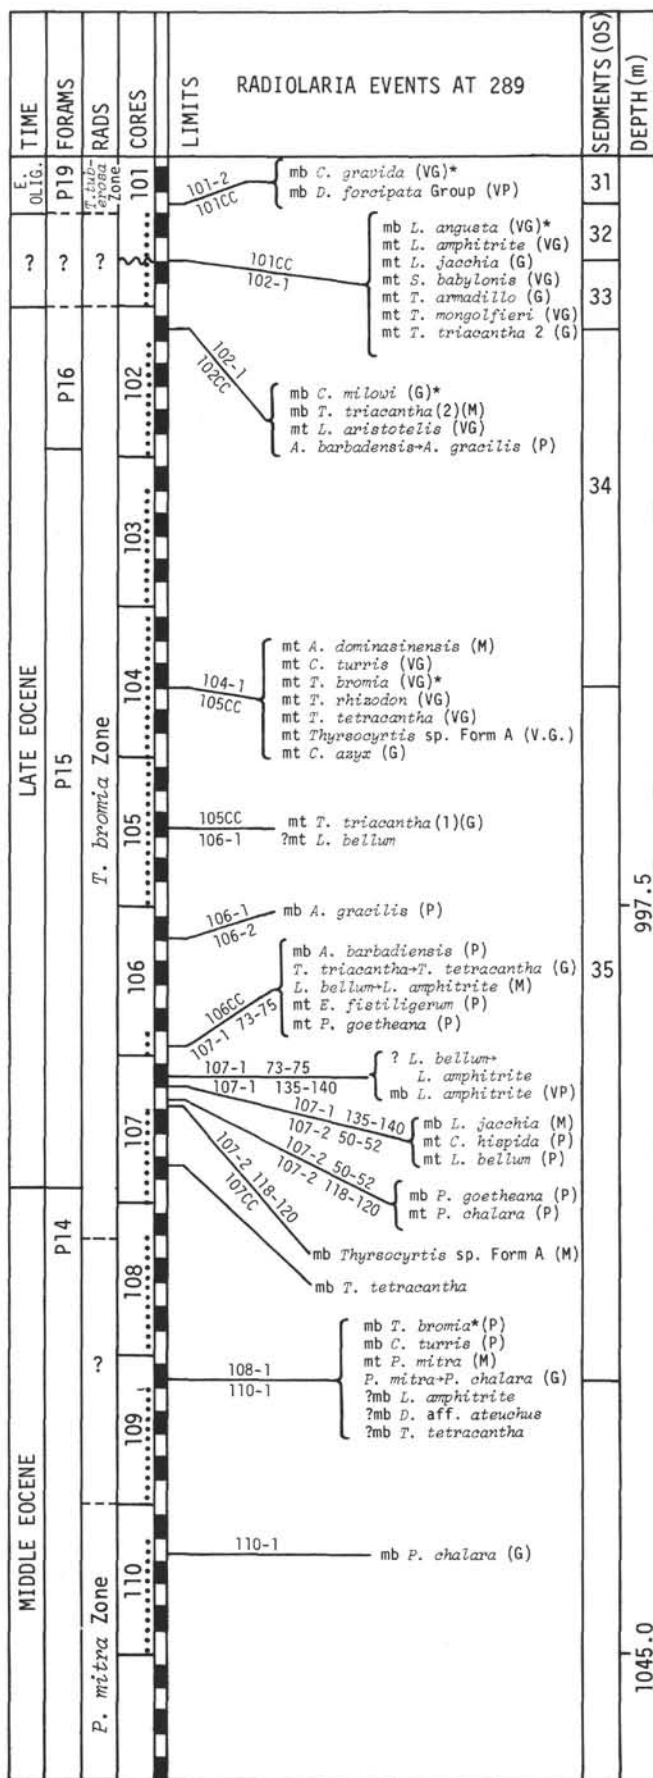 TIME
FORAMS
RADS
CORES
LIMITS
RADIOLARIA EVENTS AT 289
SEDMENTS (OS)
DEPTH (m)
E. OLIG.
P19
T. tub-
erosa
Zone
101
101-2
101CC
mb C. gravida (VG)*
mb D. forcipata Group (VP)
31
?
?
?
101CC
102-1
mb L. angusta (VG)*
mt L. amphitrite (VG)
mt L. jacchia (G)
mt S. babylonis (VG)
mt T. armadillo (G)
mt T. mongolfieri (VG)
mt T. triacantha 2 (G)
32
33
P16
102
102-1
102CC
mb C. milowi (G)*
mb T. triacantha(2)(M)
mt L. aristotelis (VG)
A. barbadensis→A. gracilis (P)
34
103
LATE EOCENE
P15
T. bromia Zone
104
104-1
105CC
mt A. dominasinensis (M)
mt C. turris (VG)
mt T. bromia (VG)*
mt T. rhizodon (VG)
mt T. tetracantha (VG)
mt Thyrsocyrtis sp. Form A (V.G.)
mt C. azyx (G)
105
105CC
106-1
mt T. triacantha(1)(G)
?mt L. bellum
106-1
106-2
mb A. gracilis (P)
997.5
35
106
106CC
107-1 73-75
mb A. barbadiensis (P)
T. triacantha→T. tetracantha (G)
L. bellum→L. amphitrite (M)
mt E. fistiligerum (P)
mt P. goetheana (P)
107-1 73-75
107-1 135-140
? L. bellum→
L. amphitrite
mb L. amphitrite (VP)
107
107-1 135-140
107-2 50-52
mb L. jacchia (M)
mt C. hispida (P)
mt L. bellum (P)
107-2 50-52
107-2 118-120
mb P. goetheana (P)
mt P. chalara (P)
107-2 118-120
107CC
mb Thyrsocyrtis sp. Form A (M)
mb T. tetracantha
P14
108
?
108-1
110-1
mb T. bromia*(P)
mb C. turris (P)
mt P. mitra (M)
P. mitra→P. chalara (G)
?mb L. amphitrite
?mb D. aff. ateuchus
?mb T. tetracantha
109
MIDDLE EOCENE
P. mitra Zone
110
110-1
mb P. chalara (G)
1045.0